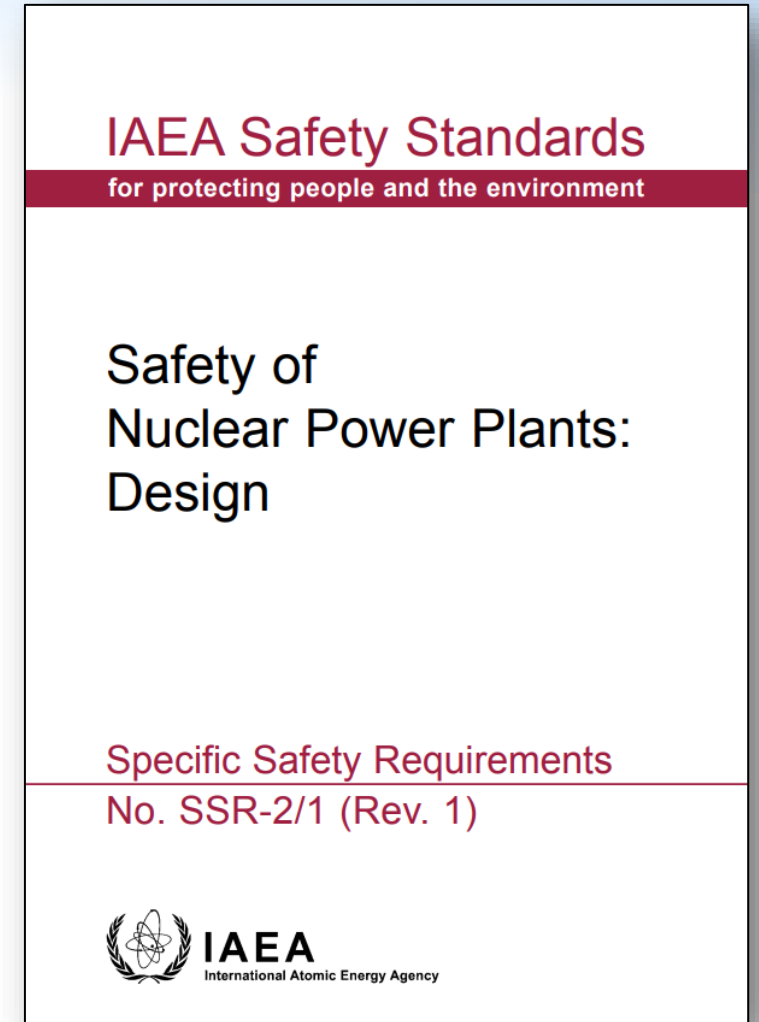 IAEA Safety Standards
for protecting people and the environment
Safety of
Nuclear Power Plants:
Design
Specific Safety Requirements
No. SSR-2/1 (Rev. 1)
IAEA
International Atomic Energy Agency